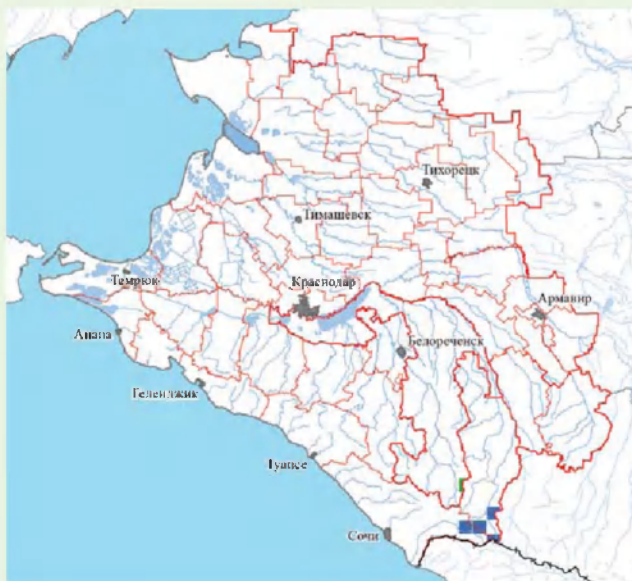 Тихорецк
Тимашевск
Темрюк
Краснодар
Армавир
Анапа
Белореченск
Геленджик
Туапсе
Сочи